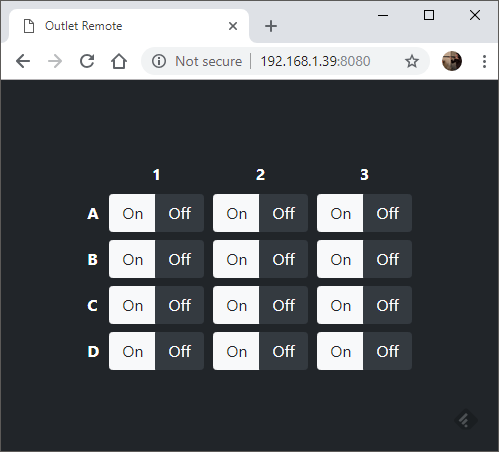 Outlet Remote
Not secure 192.168.1.39:8080
1 2 3
A On Off On Off On Off
B On Off On Off On Off
C On Off On Off On Off
D On Off On Off On Off